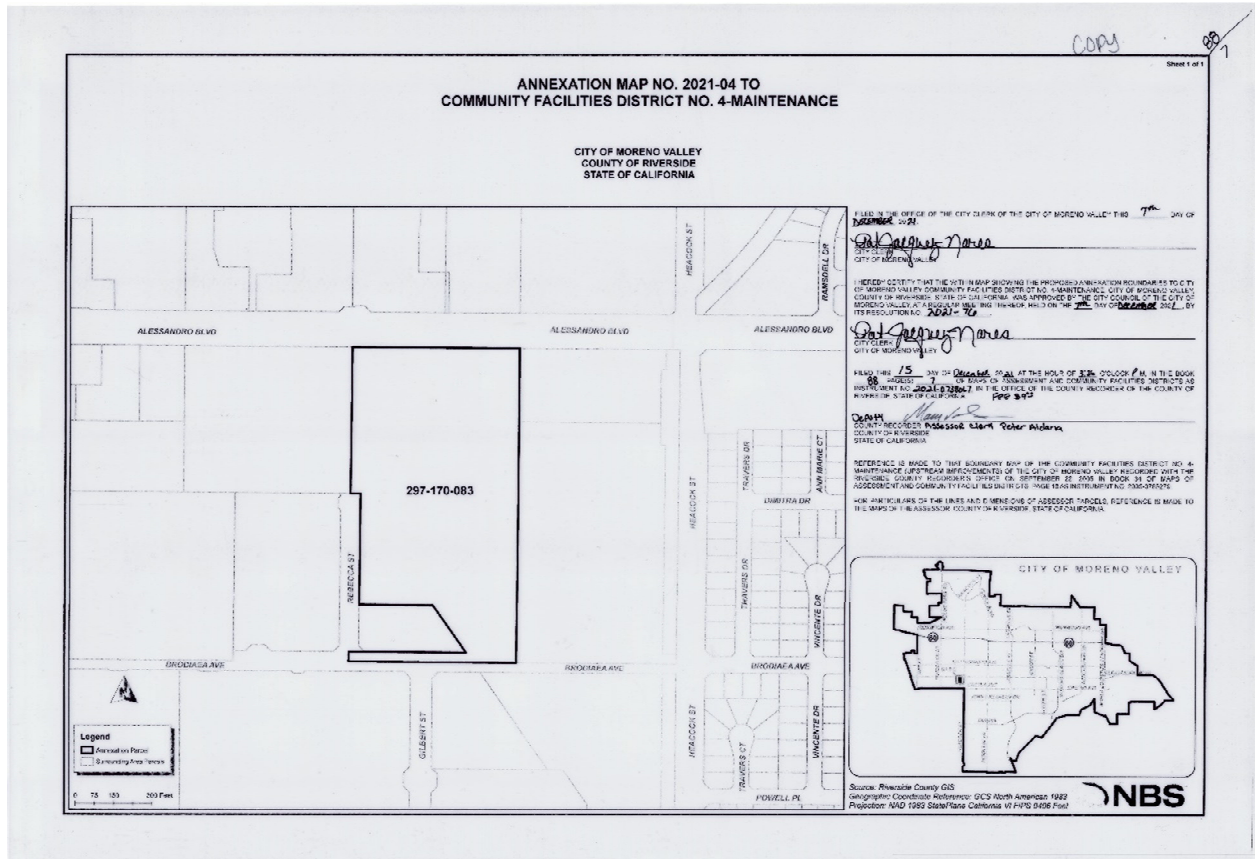 COPY
88/7
Sheet 1 of 1
ANNEXATION MAP NO. 2021-04 TO
COMMUNITY FACILITIES DISTRICT NO. 4-MAINTENANCE
CITY OF MORENO VALLEY
COUNTY OF RIVERSIDE
STATE OF CALIFORNIA
HEACOCK ST
RAMSDELL DR
ALESSANDRO BLVD
ALESSANDRO BLVD
ALESSANDRO BLVD
297-170-083
REBECCA ST
HEACOCK ST
TRAVERS DR
ANN MARIE CT
DIMITRA DR
TRAVERS DR
VINCENTE DR
BRODIAEA AVE
BRODIAEA AVE
BRODIAEA AVE
GILBERT ST
HEACOCK ST
TRAVERS CT
VINCENTE DR
POWELL PL
Legend
Annexation Parcel
Surrounding Area Parcels
0 75 150 300 Feet
FILED IN THE OFFICE OF THE CITY CLERK OF THE CITY OF MORENO VALLEY THIS 7th DAY OF
DECEMBER 2021.
Pat Jacquez-Nares
CITY CLERK
CITY OF MORENO VALLEY
I HEREBY CERTIFY THAT THE WITHIN MAP SHOWING THE PROPOSED ANNEXATION BOUNDARIES TO CITY
OF MORENO VALLEY COMMUNITY FACILITIES DISTRICT NO. 4-MAINTENANCE, CITY OF MORENO VALLEY,
COUNTY OF RIVERSIDE, STATE OF CALIFORNIA, WAS APPROVED BY THE CITY COUNCIL OF THE CITY OF
MORENO VALLEY, AT A REGULAR MEETING THEREOF, HELD ON THE 7th DAY OF DECEMBER 2021, BY
ITS RESOLUTION NO. 2021-76
Pat Jacquez-Nares
CITY CLERK
CITY OF MORENO VALLEY
FILED THIS 15 DAY OF December, 2021 AT THE HOUR OF O'CLOCK P M. IN THE BOOK
88 PAGE(S) 7 OF MAPS OF ASSESSMENT AND COMMUNITY FACILITIES DISTRICTS AS
INSTRUMENT NO. IN THE OFFICE OF THE COUNTY RECORDER OF THE COUNTY OF
RIVERSIDE, STATE OF CALIFORNIA
Deputy
COUNTY RECORDER Assessor Clerk Peter Aldana
COUNTY OF RIVERSIDE
STATE OF CALIFORNIA
REFERENCE IS MADE TO THAT BOUNDARY MAP OF THE COMMUNITY FACILITIES DISTRICT NO. 4-
MAINTENANCE (UPSTREAM IMPROVEMENTS) OF THE CITY OF MORENO VALLEY RECORDED WITH THE
RIVERSIDE COUNTY RECORDER'S OFFICE ON SEPTEMBER 22, 2005 IN BOOK OF MAPS OF
ASSESSMENT AND COMMUNITY FACILITIES DISTRICTS, PAGE AS INSTRUMENT NO.
FOR PARTICULARS OF THE LINES AND DIMENSIONS OF ASSESSOR PARCELS, REFERENCE IS MADE TO
THE MAPS OF THE ASSESSOR, COUNTY OF RIVERSIDE, STATE OF CALIFORNIA.
CITY OF MORENO VALLEY
60
60
Source: Riverside County GIS
Geographic Coordinate Reference: GCS North American 1983
Projection: NAD 1983 StatePlane California VI FIPS 0406 Feet
NBS